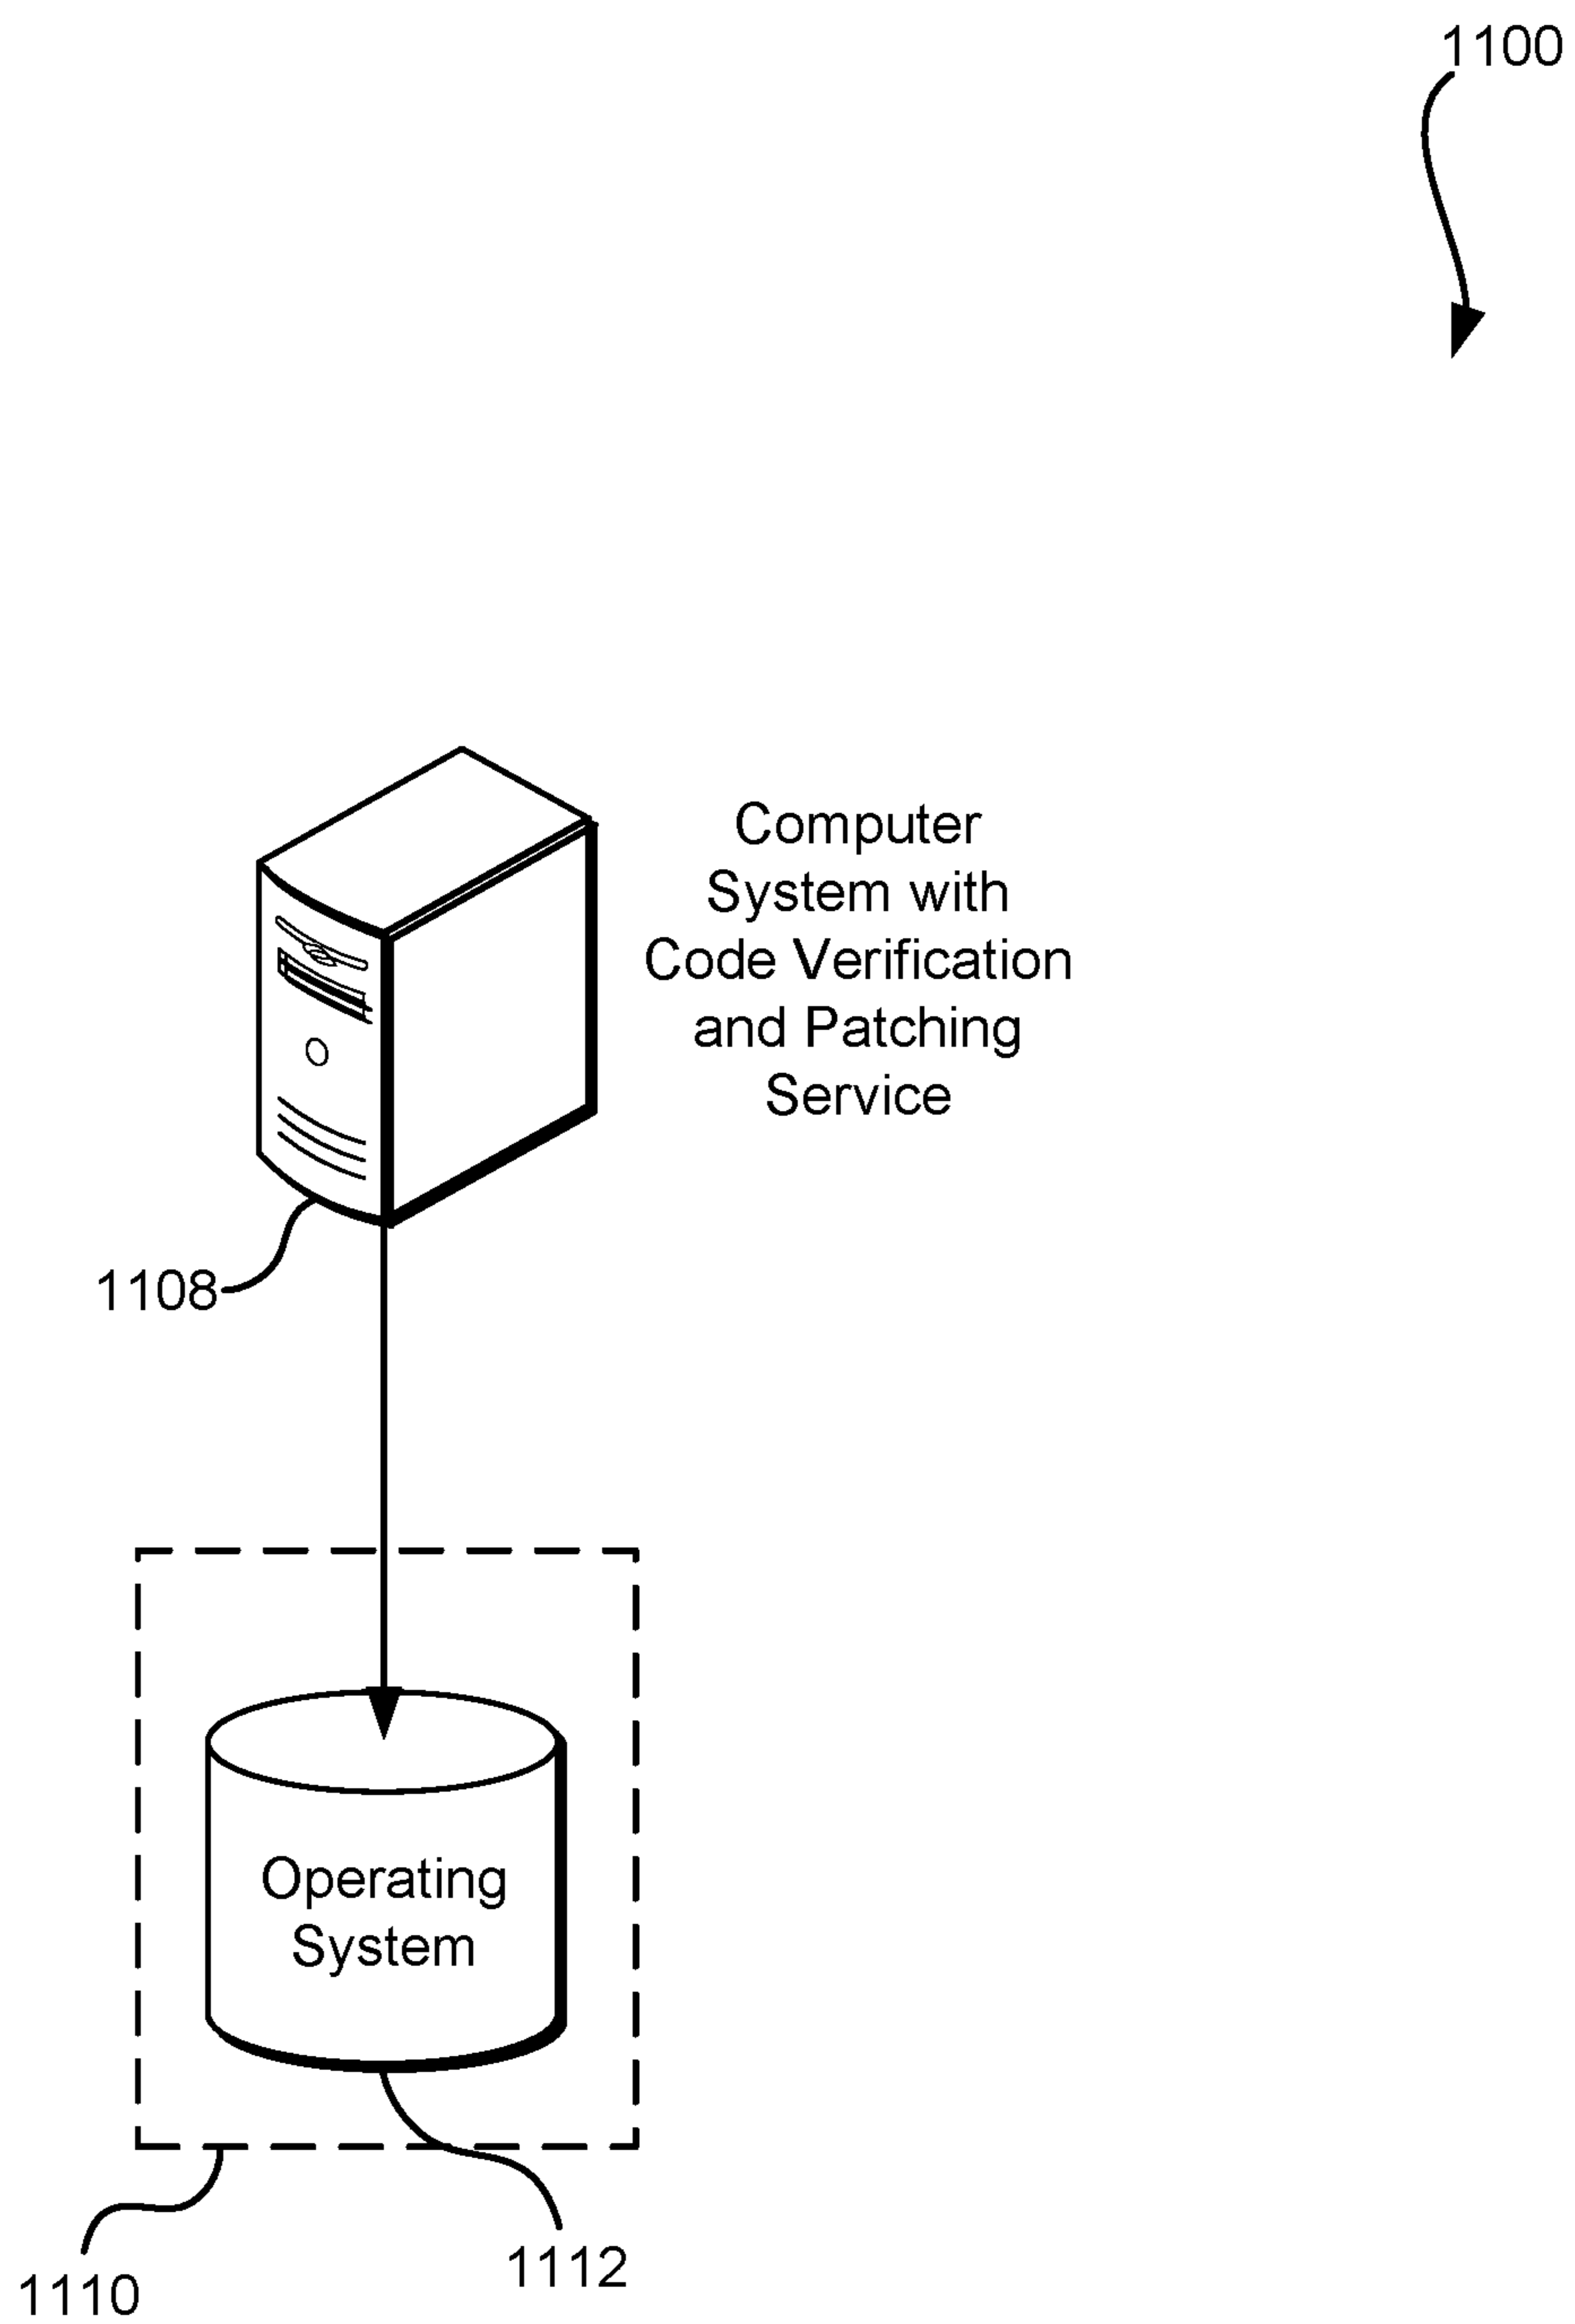 1100
Computer
System with
Code Verification
and Patching
Service
1108
Operating
System
1112
1110